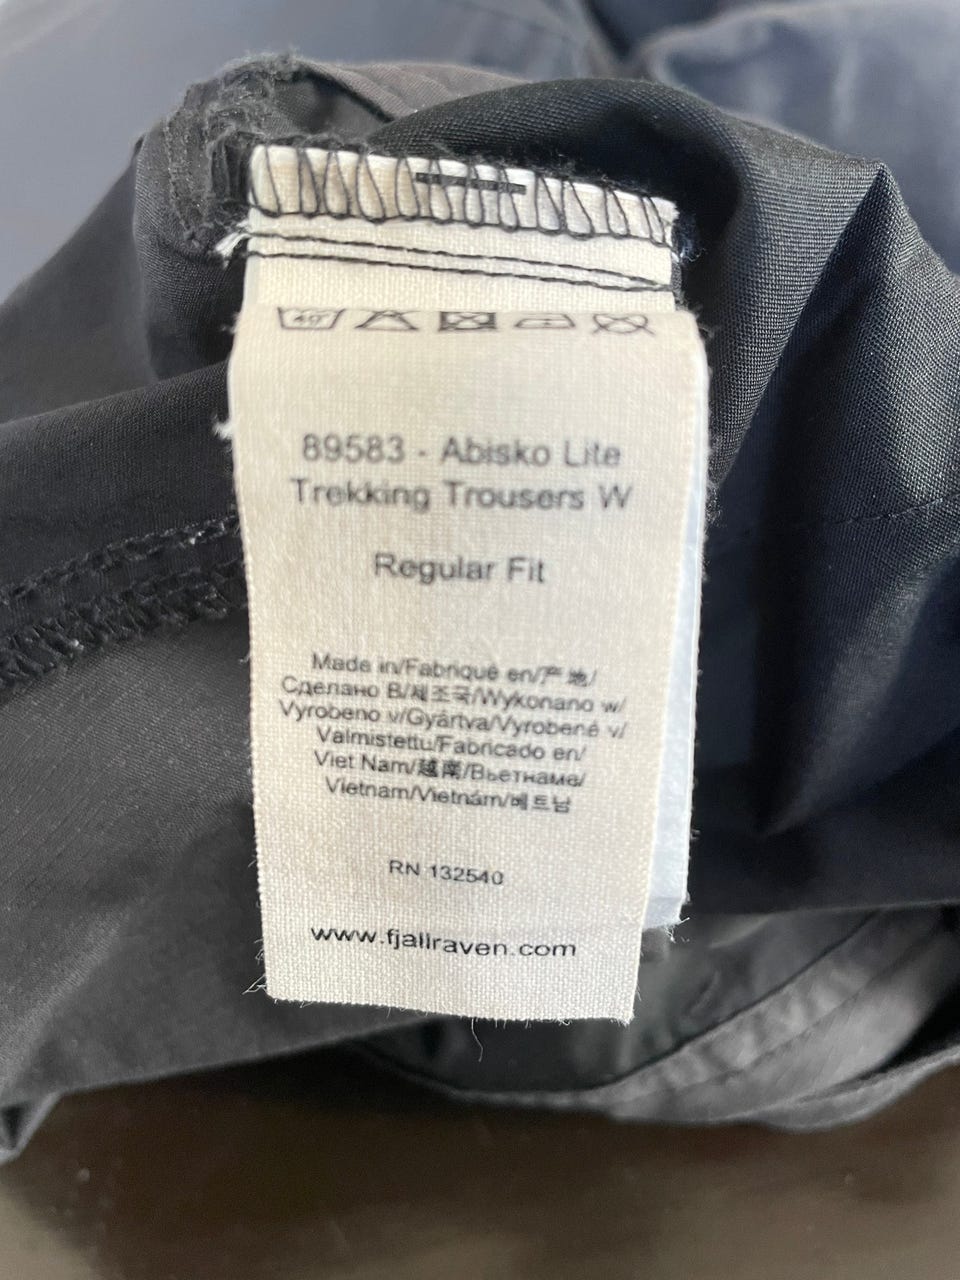 40°
89583 - Abisko Lite
Trekking Trousers W
Regular Fit
Made in/Fabriqué en/产地/
Сделано В/제조국/Wykonano w/
Vyrobeno v/Gyártva/Vyrobené v/
Valmistettu/Fabricado en/
Viet Nam/越南/Вьетнаме/
Vietnam/Vietnám/베트남
RN 132540
www.fjallraven.com